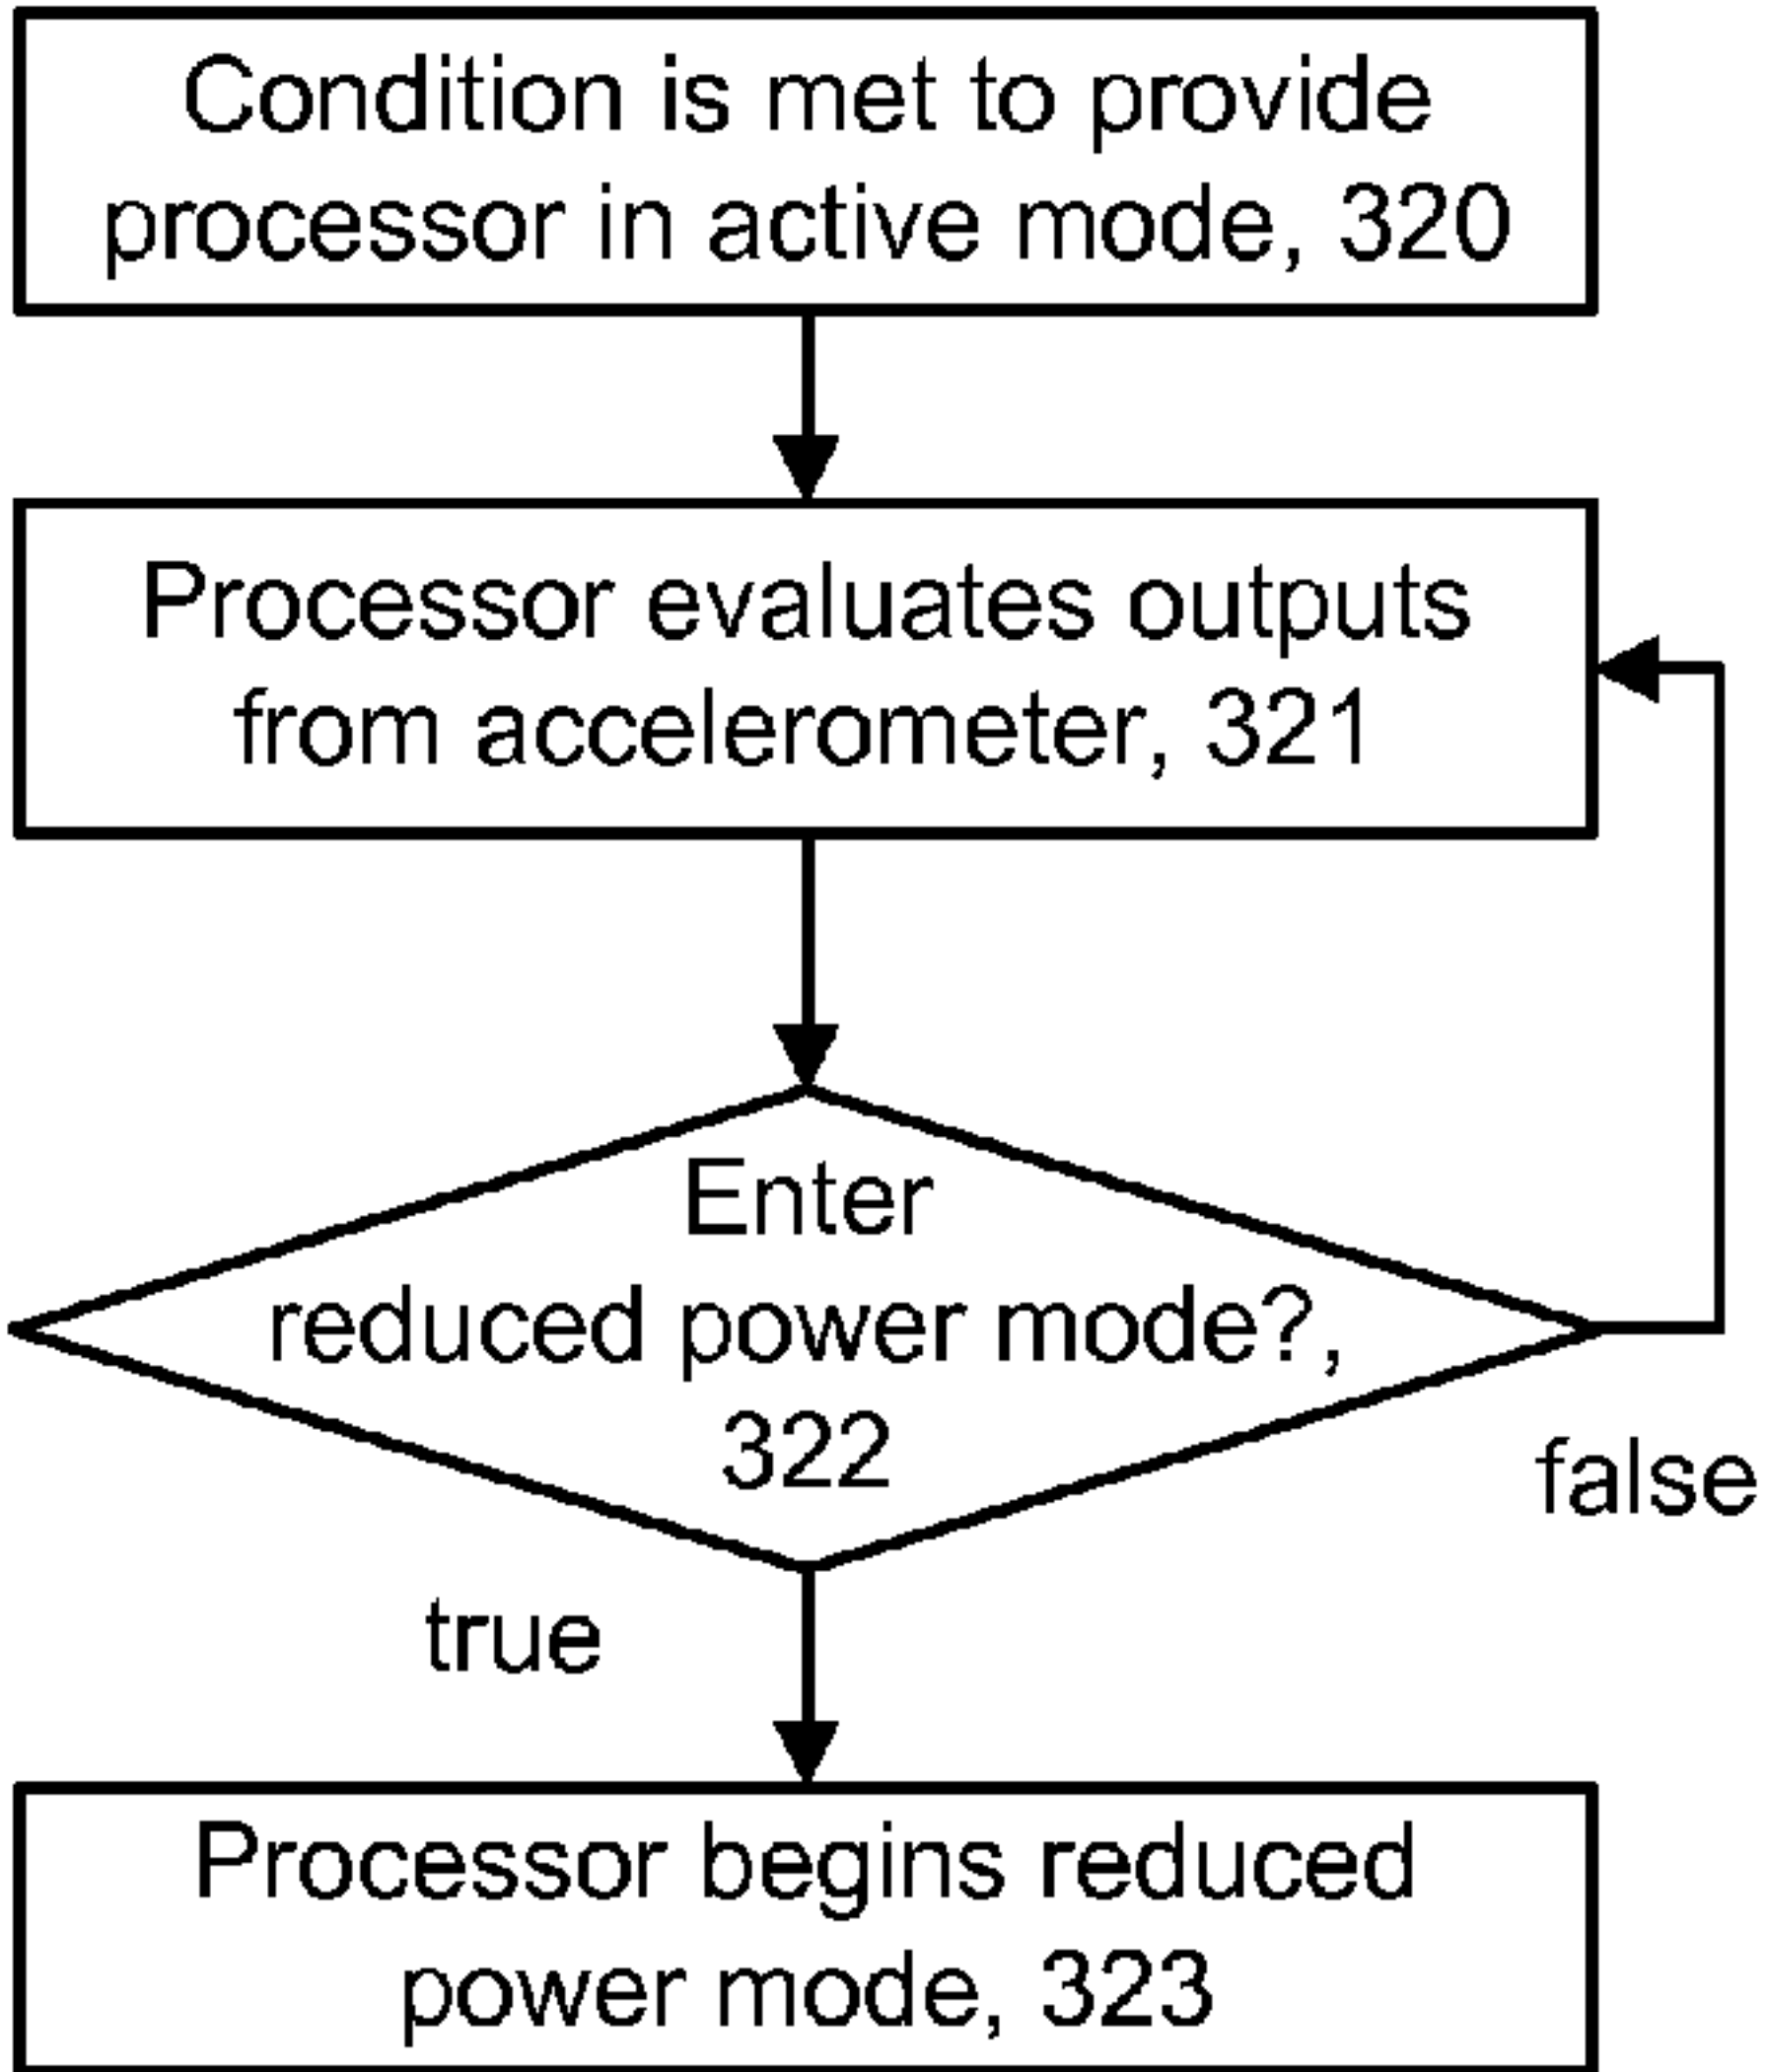 Condition is met to provide
processor in active mode, 320
Processor evaluates outputs
from accelerometer, 321
Enter
reduced power mode?,
322
false
true
Processor begins reduced
power mode, 323